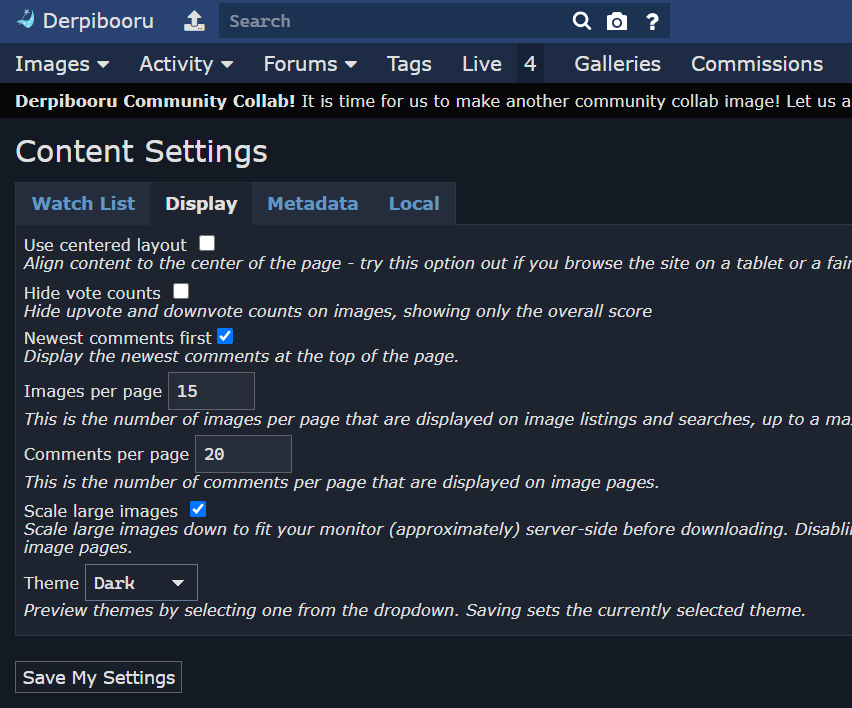 Derpibooru Search
Images Activity Forums Tags Live 4 Galleries Commissions
Derpibooru Community Collab! It is time for us to make another community collab image! Let us a
Content Settings
Watch List Display Metadata Local
Use centered layout
Align content to the center of the page - try this option out if you browse the site on a tablet or a fair
Hide vote counts
Hide upvote and downvote counts on images, showing only the overall score
Newest comments first
Display the newest comments at the top of the page.
Images per page 15
This is the number of images per page that are displayed on image listings and searches, up to a ma
Comments per page 20
This is the number of comments per page that are displayed on image pages.
Scale large images
Scale large images down to fit your monitor (approximately) server-side before downloading. Disablin
image pages.
Theme Dark
Preview themes by selecting one from the dropdown. Saving sets the currently selected theme.
Save My Settings